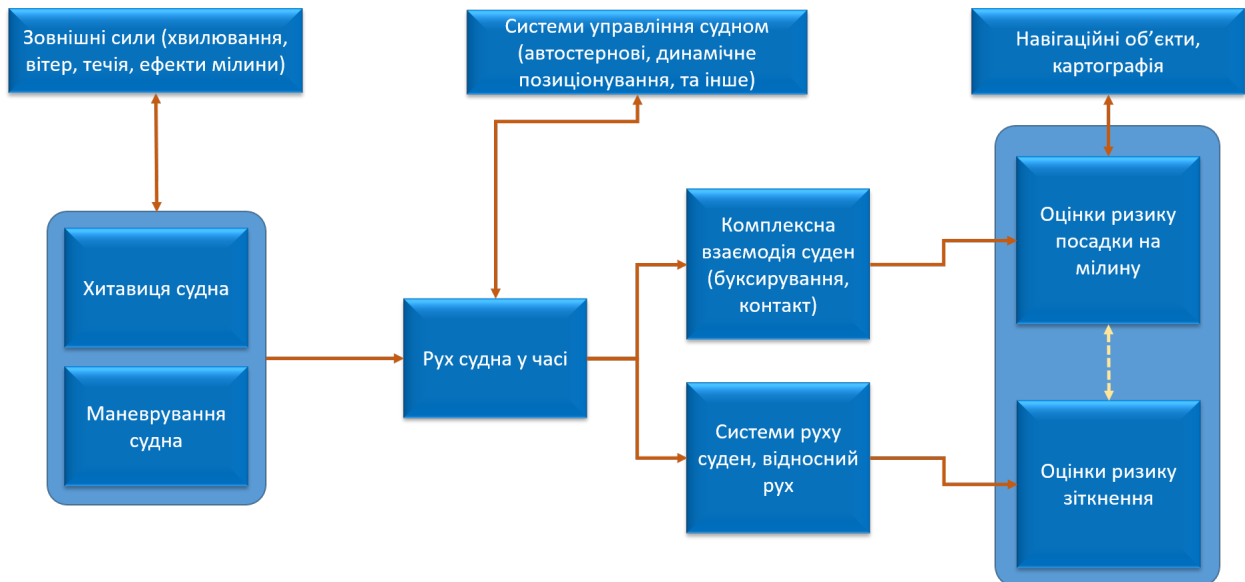 Зовнішні сили (хвилювання,
вітер, течія, ефекти мілини)
Системи управління судном
(автостернові, динамічне
позиціонування, та інше)
Навігаційні об’єкти,
картографія
Хитавиця судна
Маневрування
судна
Рух судна у часі
Комплексна
взаємодія суден
(буксирування,
контакт)
Системи руху
суден, відносний
рух
Оцінки ризику
посадки на
мілину
Оцінки ризику
зіткнення